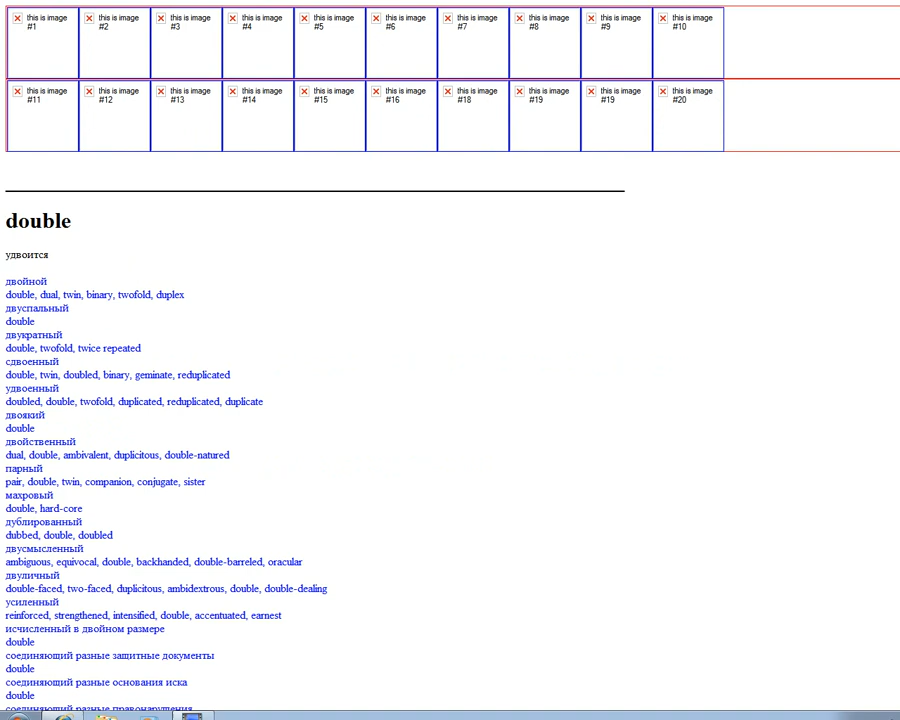 this is image #1 this is image #2 this is image #3 this is image #4 this is image #5 this is image #6 this is image #7 this is image #8 this is image #9 this is image #10
this is image #11 this is image #12 this is image #13 this is image #14 this is image #15 this is image #16 this is image #18 this is image #19 this is image #19 this is image #20
double
удвоится
двойной
double, dual, twin, binary, twofold, duplex
двуспальный
double
двукратный
double, twofold, twice repeated
сдвоенный
double, twin, doubled, binary, geminate, reduplicated
удвоенный
doubled, double, twofold, duplicated, reduplicated, duplicate
двоякий
double
двойственный
dual, double, ambivalent, duplicitous, double-natured
парный
pair, double, twin, companion, conjugate, sister
махровый
double, hard-core
дублированный
dubbed, double, doubled
двусмысленный
ambiguous, equivocal, double, backhanded, double-barreled, oracular
двуличный
double-faced, two-faced, duplicitous, ambidextrous, double, double-dealing
усиленный
reinforced, strengthened, intensified, double, accentuated, earnest
исчисленный в двойном размере
double
соединяющий разные защитные документы
double
соединяющий разные основания иска
double
соединяющий разные правонарушения